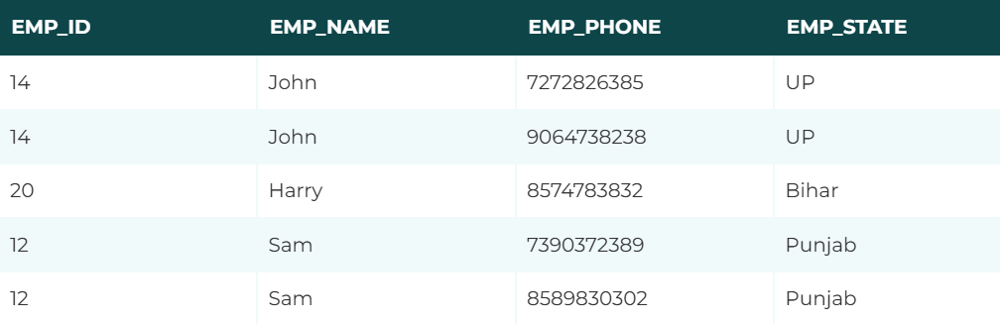 EMP_ID EMP_NAME EMP_PHONE EMP_STATE
14 John 7272826385 UP
14 John 9064738238 UP
20 Harry 8574783832 Bihar
12 Sam 7390372389 Punjab
12 Sam 8589830302 Punjab